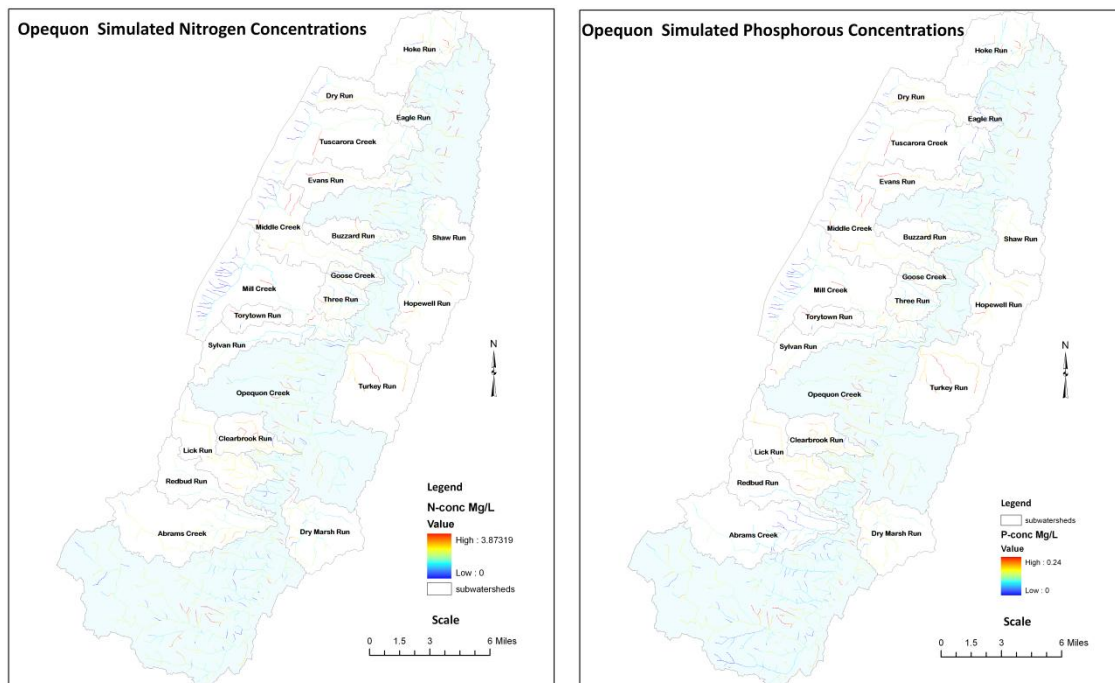 Opequon Simulated Nitrogen Concentrations
Hoke Run
Dry Run
Eagle Run
Tuscarora Creek
Evans Run
Middle Creek
Buzzard Run
Shaw Run
Goose Creek
Mill Creek
Three Run
Hopewell Run
Torytown Run
Sylvan Run
N
Turkey Run
Opequon Creek
Clearbrook Run
Lick Run
Redbud Run
Abrams Creek
Dry Marsh Run
Legend
N-conc Mg/L
Value
High : 3.87319
Low : 0
subwatersheds
Scale
0 1.5 3 6 Miles
Opequon Simulated Phosphorous Concentrations
Hoke Run
Dry Run
Eagle Run
Tuscarora Creek
Evans Run
Middle Creek
Buzzard Run
Shaw Run
Goose Creek
Mill Creek
Three Run
Hopewell Run
Torytown Run
Sylvan Run
N
Turkey Run
Opequon Creek
Clearbrook Run
Lick Run
Redbud Run
Abrams Creek
Dry Marsh Run
Legend
subwatersheds
P-conc Mg/L
Value
High : 0.24
Low : 0
Scale
0 1.5 3 6 Miles